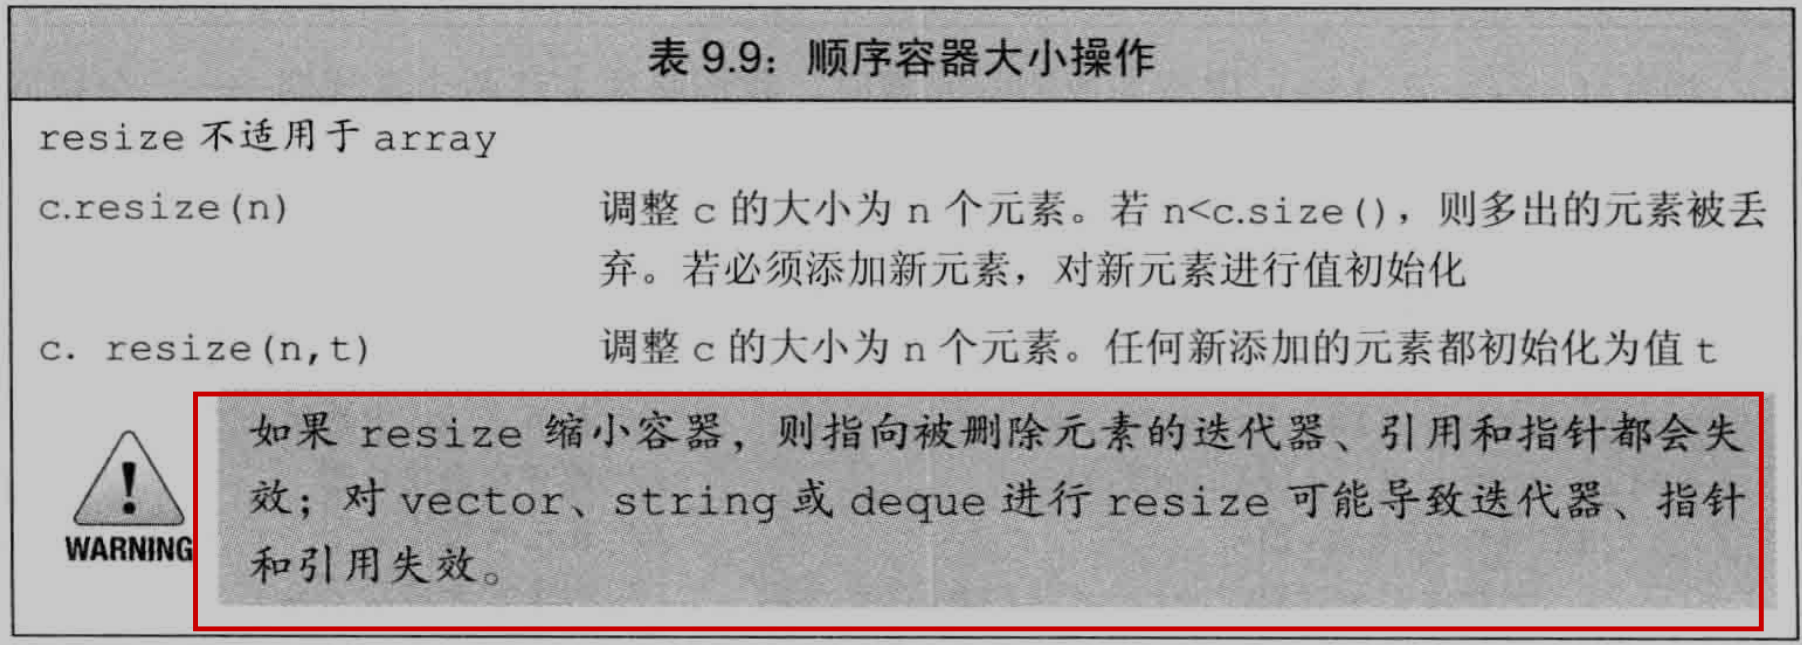 表 9.9：顺序容器大小操作
resize 不适用于 array
c.resize(n)
调整 c 的大小为 n 个元素。若 n<c.size()，则多出的元素被丢
弃。若必须添加新元素，对新元素进行值初始化
c. resize(n,t)
调整 c 的大小为 n 个元素。任何新添加的元素都初始化为值 t
如果 resize 缩小容器，则指向被删除元素的迭代器、引用和指针都会失
效；对 vector、string 或 deque 进行 resize 可能导致迭代器、指针
和引用失效。
WARNING